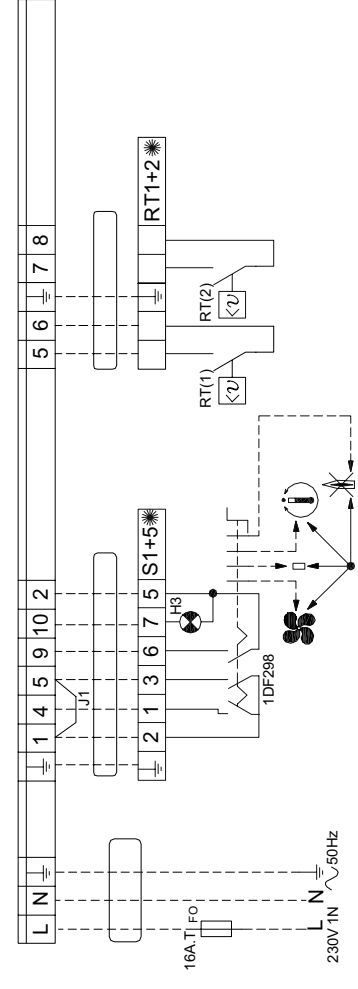 L N 1 4 5 9 10 2 5 6 7 8
J1
2 1 3 6 7 5 S1+5✳
RT1+2✳
H3
RT(1)
RT(2)
1DF298
16A.T FO
L N
230V 1N ~ 50Hz